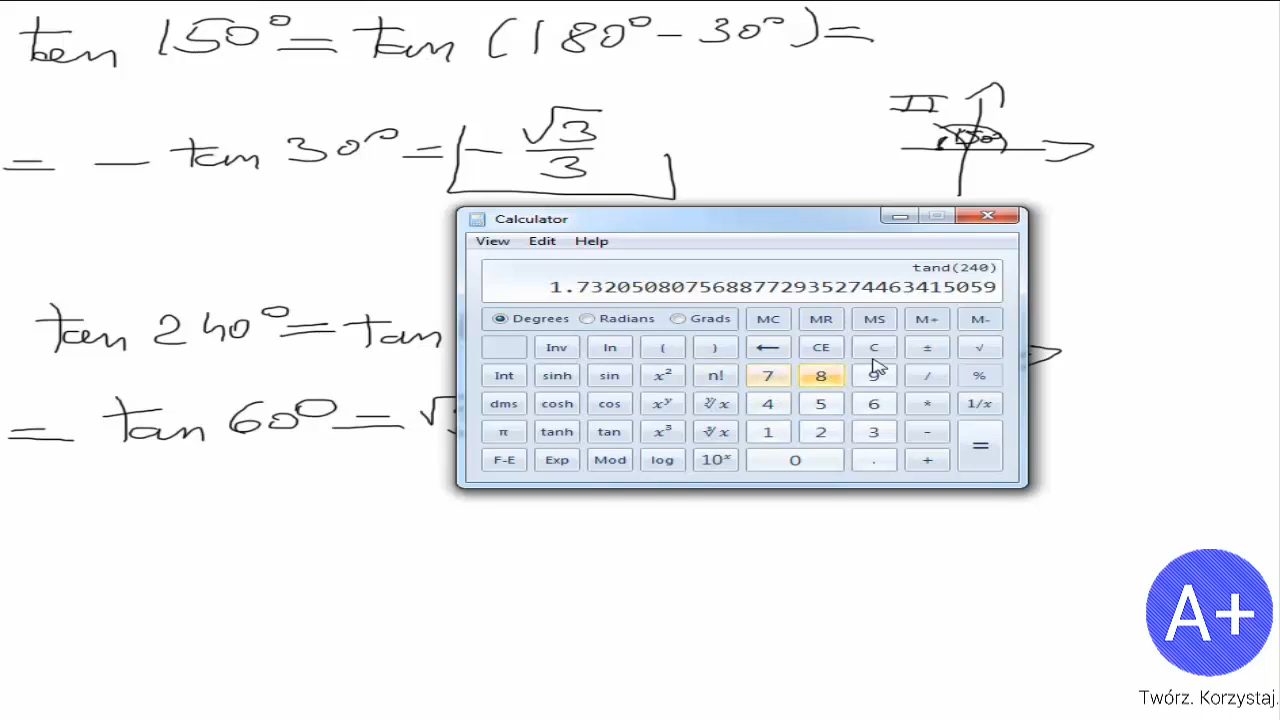 tan 150° = tan (180° - 30°) =
II
150°
= - tan 30° = - √3/3
Calculator
View Edit Help
tand(240)
1.7320508075688772935274463415059
tan 240° = tan
Degrees Radians Grads MC MR MS M+ M-
Inv ln ( ) ← CE C ± √
Int sinh sin x² n! 7 8 9 / %
= tan 60° = √
dms cosh cos xʸ ʸ√x 4 5 6 * 1/x
π tanh tan x³ ³√x 1 2 3 - =
F-E Exp Mod log 10ˣ 0 . +
A+
Twórz. Korzystaj.